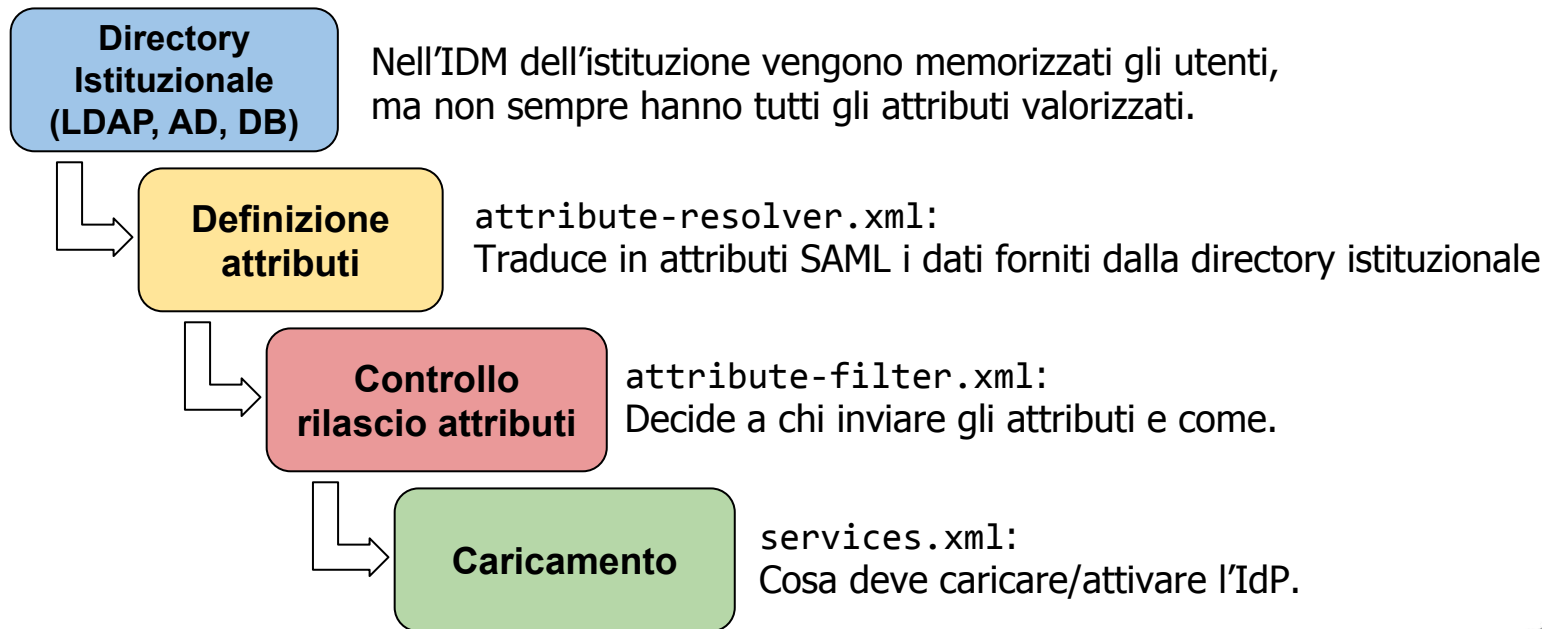 Directory
Istituzionale
(LDAP, AD, DB)
Nell’IDM dell’istituzione vengono memorizzati gli utenti,
ma non sempre hanno tutti gli attributi valorizzati.
Definizione
attributi
attribute-resolver.xml:
Traduce in attributi SAML i dati forniti dalla directory istituzionale
Controllo
rilascio attributi
attribute-filter.xml:
Decide a chi inviare gli attributi e come.
Caricamento
services.xml:
Cosa deve caricare/attivare l’IdP.